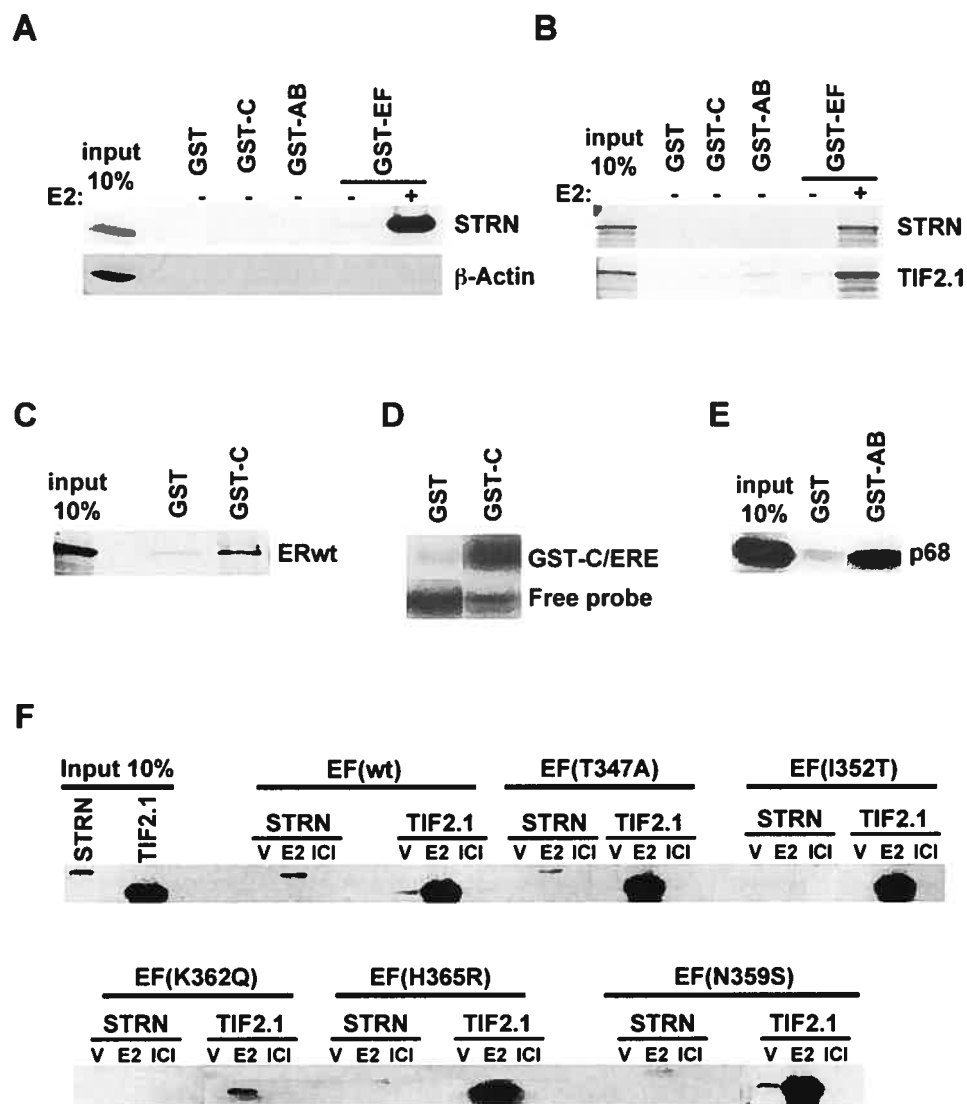 A
input 10%
GST
GST-C
GST-AB
GST-EF
E2: - - - - +
STRN
β-Actin
B
input 10%
GST
GST-C
GST-AB
GST-EF
E2: - - - - +
STRN
TIF2.1
C
input 10%
GST
GST-C
ERwt
D
GST
GST-C
GST-C/ERE
Free probe
E
input 10%
GST
GST-AB
p68
F
Input 10% EF(wt) EF(T347A) EF(I352T)
STRN
TIF2.1
STRN TIF2.1 STRN TIF2.1 STRN TIF2.1
V E2 ICI V E2 ICI V E2 ICI V E2 ICI V E2 ICI V E2 ICI
EF(K362Q) EF(H365R) EF(N359S)
STRN TIF2.1 STRN TIF2.1 STRN TIF2.1
V E2 ICI V E2 ICI V E2 ICI V E2 ICI V E2 ICI V E2 ICI